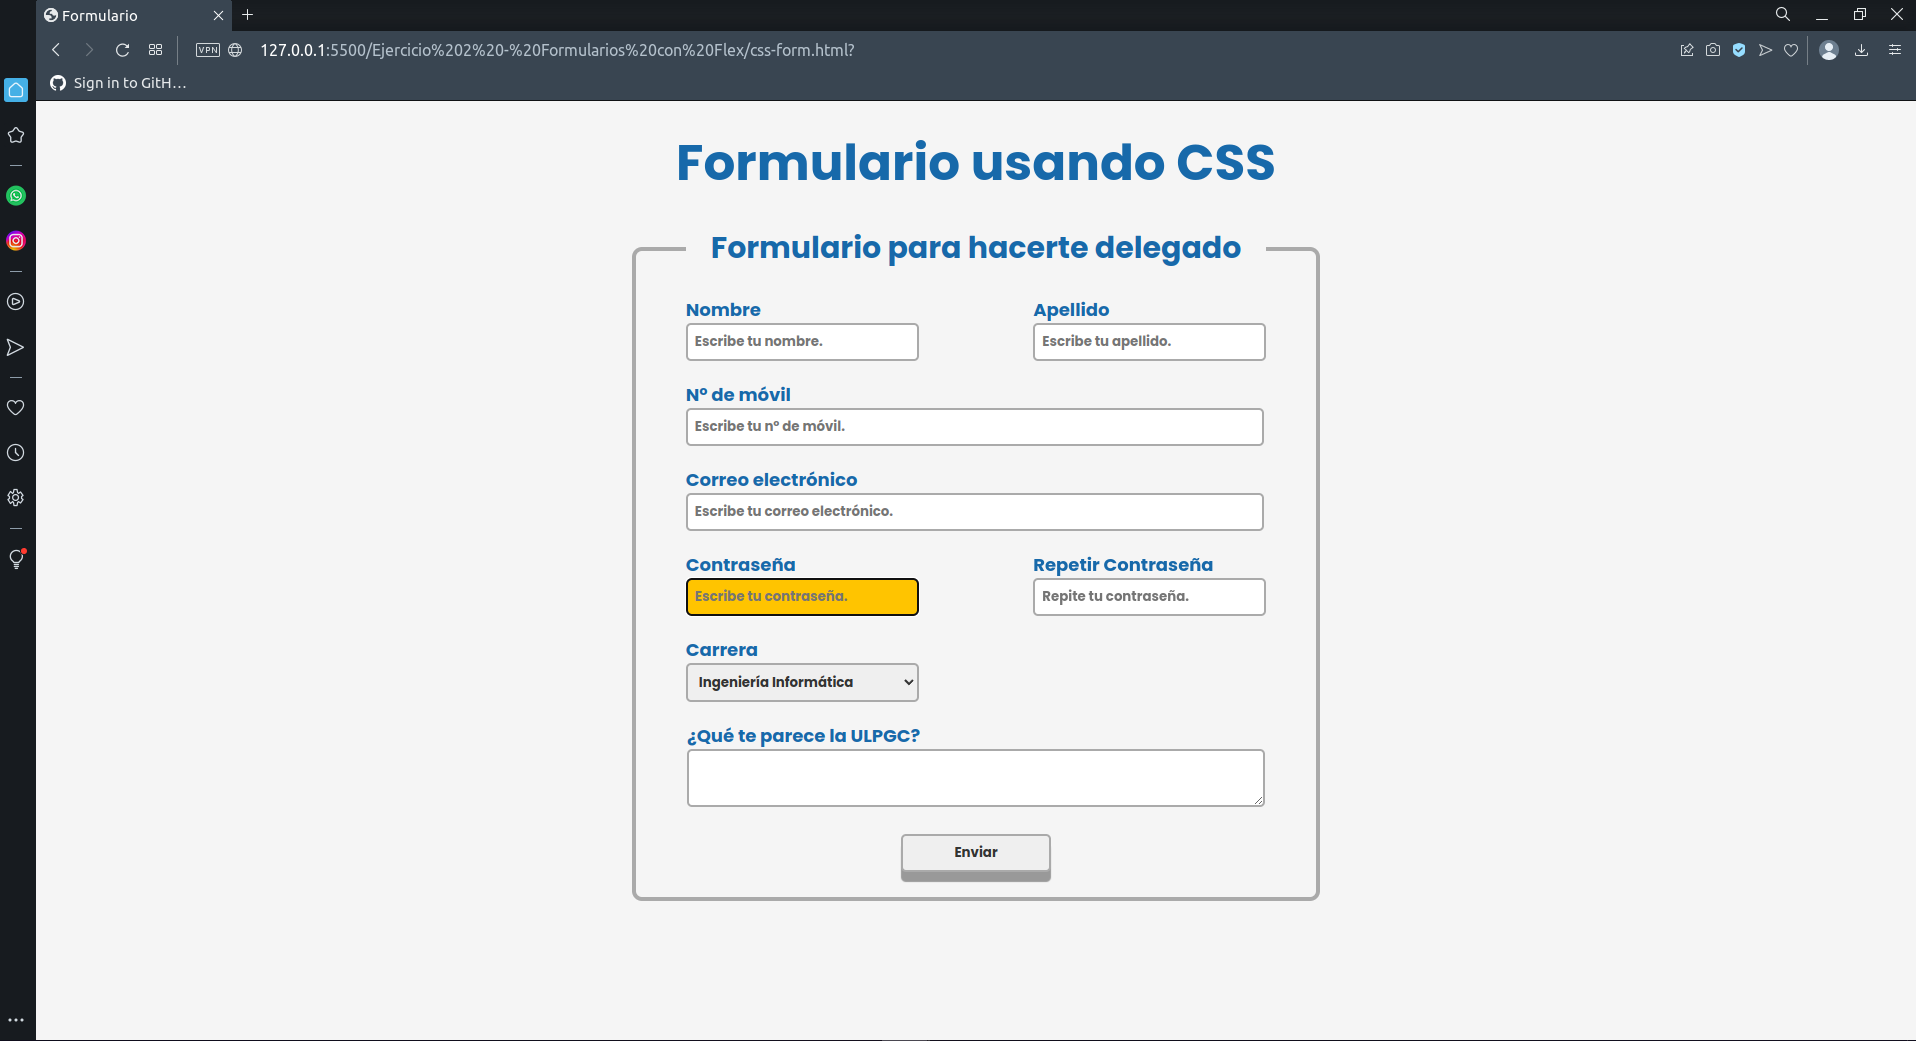 Formulario
VPN
127.0.0.1:5500/Ejercicio%202%20-%20Formularios%20con%20Flex/css-form.html?
Sign in to GitH...
Formulario usando CSS
Formulario para hacerte delegado
Nombre Apellido
Escribe tu nombre. Escribe tu apellido.
Nº de móvil
Escribe tu nº de móvil.
Correo electrónico
Escribe tu correo electrónico.
Contraseña Repetir Contraseña
Escribe tu contraseña. Repite tu contraseña.
Carrera
Ingeniería Informática
¿Qué te parece la ULPGC?
Enviar